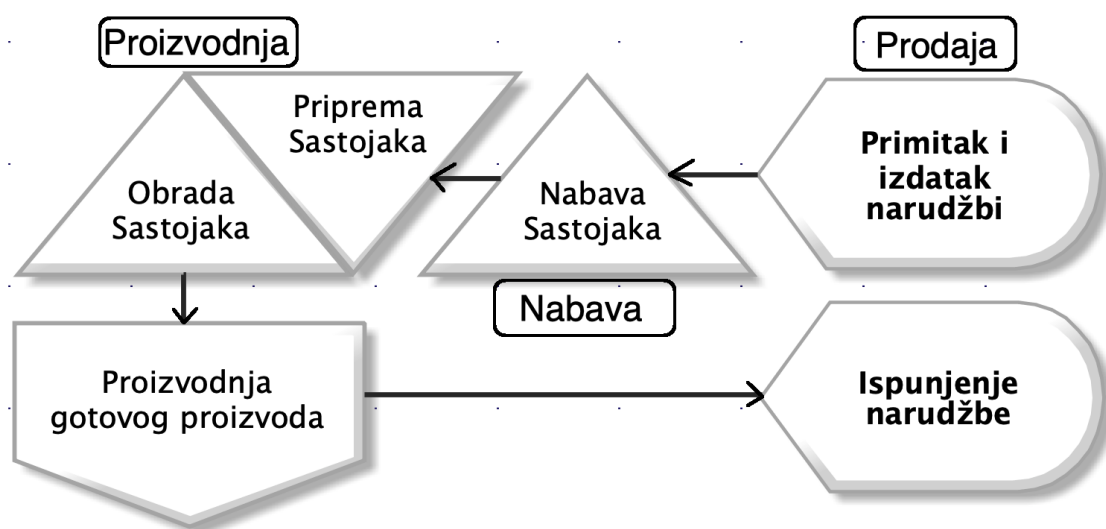 Proizvodnja
Prodaja
Priprema
Sastojaka
Obrada
Sastojaka
Nabava
Sastojaka
Primitak i
izdatak
narudžbi
Nabava
Proizvodnja
gotovog proizvoda
Ispunjenje
narudžbe